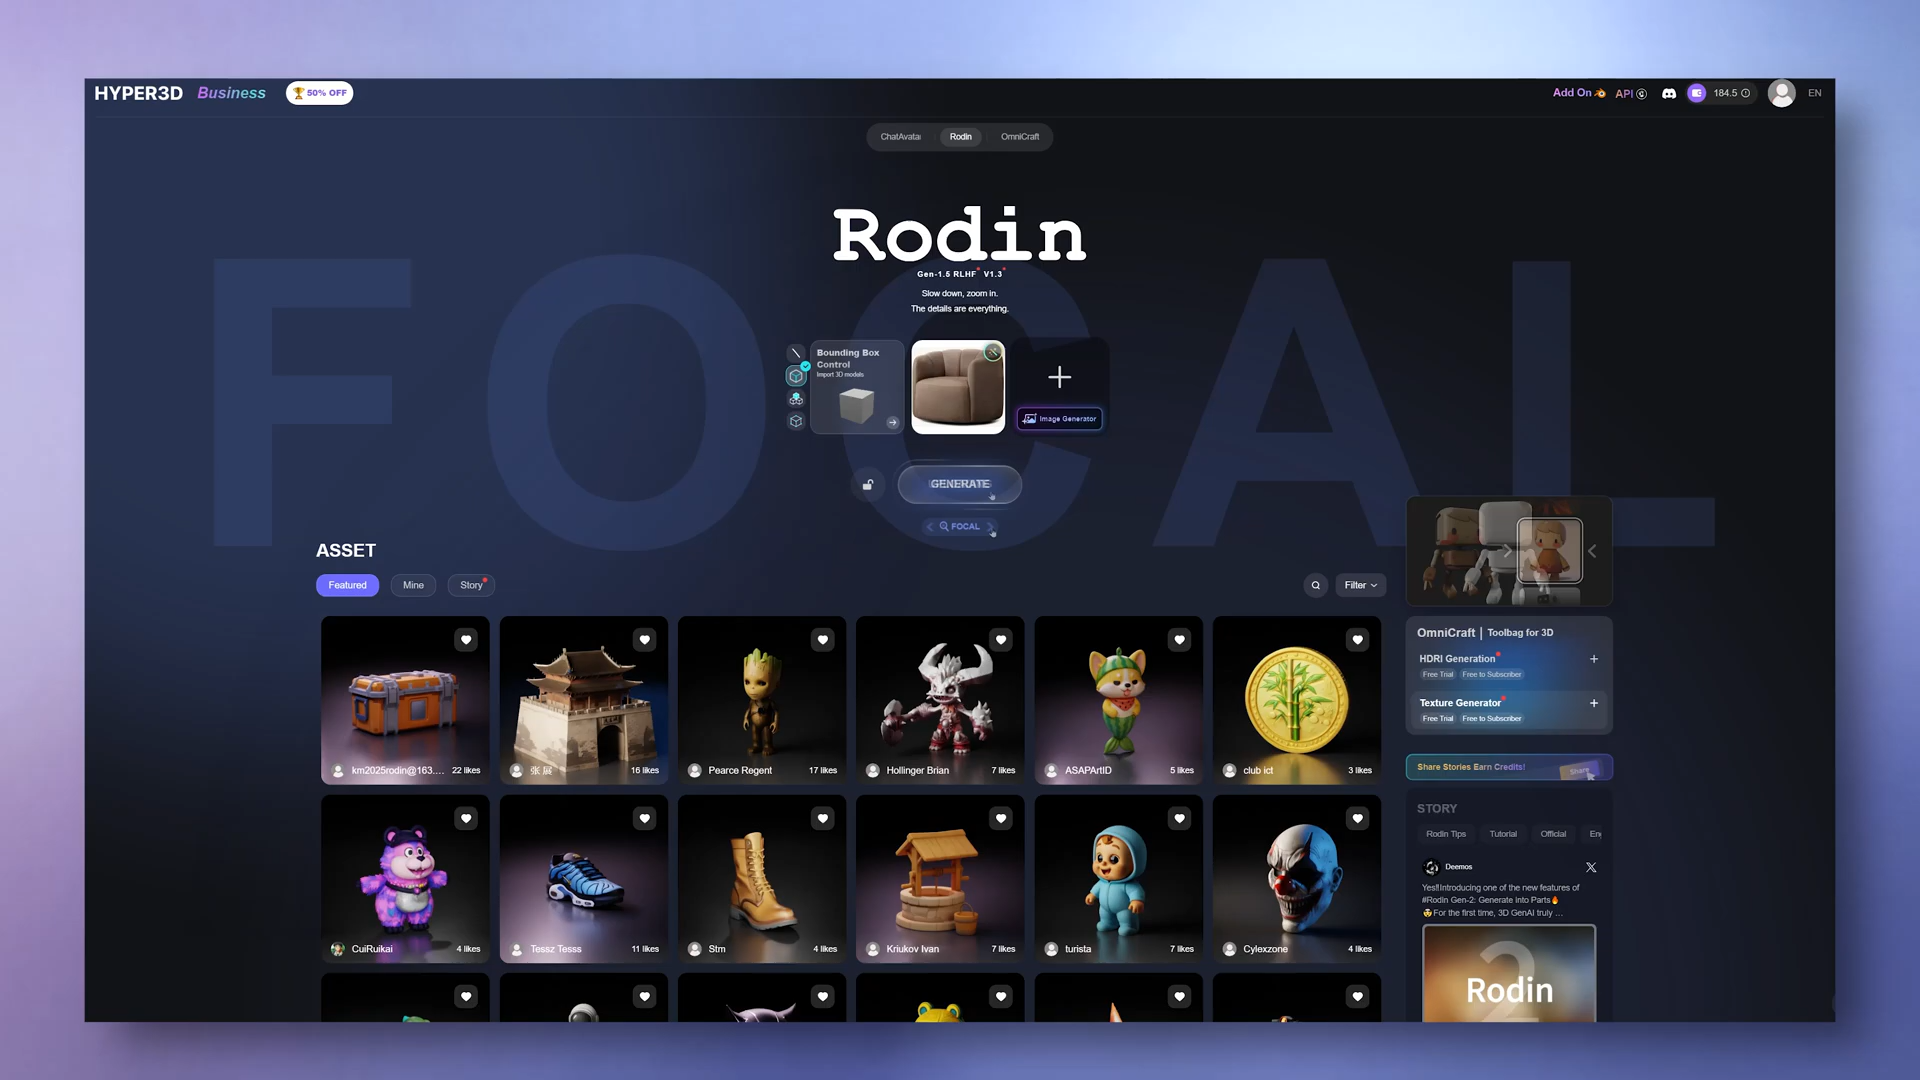 HYPER3D Business 50% OFF
Add On API 184.5 EN
ChatAvatar Rodin OmniCraft
FOCAL
Rodin
Gen-1.5 RLHF V1.3
Slow down, zoom in.
The details are everything.
Bounding Box
Control
Import 3D models
Image Generator
GENERATE
FOCAL
ASSET
Featured Mine Story
Filter
km2025rodin@163.... 22 likes
张 展 16 likes
Pearce Regent 17 likes
Hollinger Brian 7 likes
ASAPArtID 5 likes
club ict 3 likes
CuiRuikai 4 likes
Tessz Tesss 11 likes
Stm 4 likes
Kriukov Ivan 7 likes
turista 7 likes
Cylexzone 4 likes
OmniCraft | Toolbag for 3D
HDRI Generation
Free Trial Free to Subscriber
Texture Generator
Free Trial Free to Subscriber
Share Stories Earn Credits!
Share
STORY
Rodin Tips Tutorial Official En
Deemos
Yes!!Introducing one of the new features of
#Rodin Gen-2: Generate into Parts🔥
🤯For the first time, 3D GenAI truly ...
2
Rodin